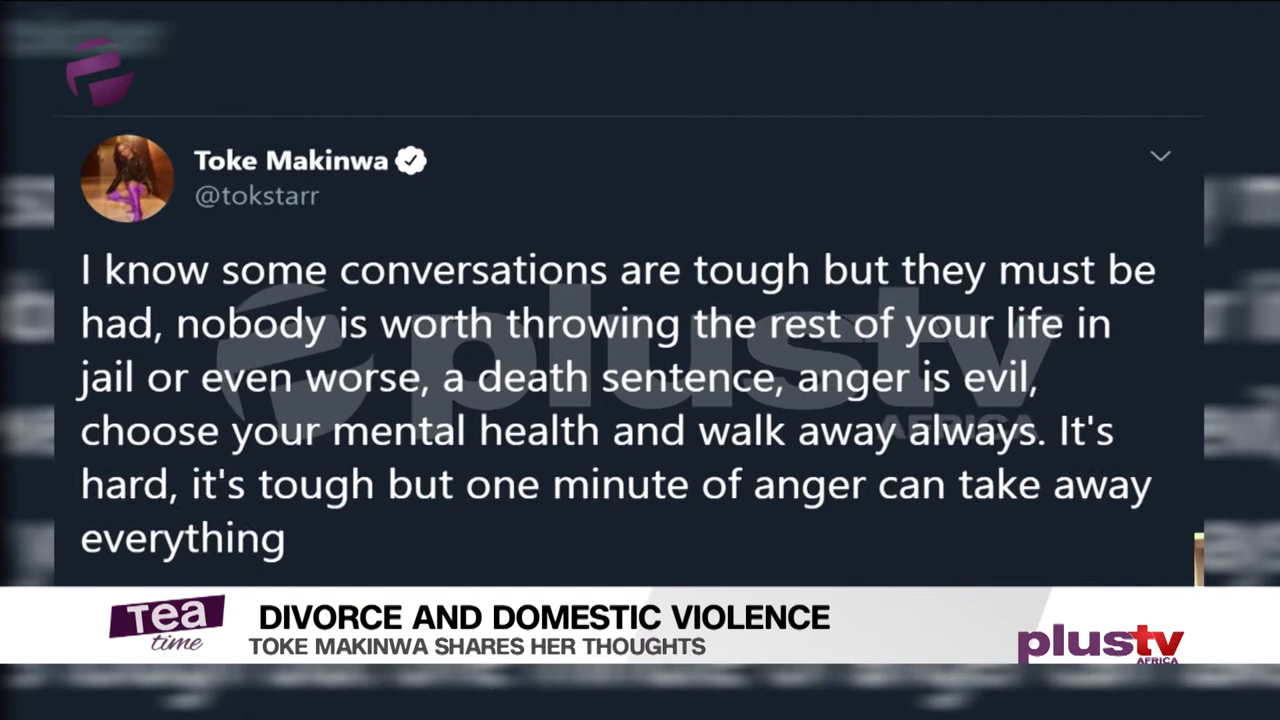 Toke Makinwa
@tokstarr
I know some conversations are tough but they must be
had, nobody is worth throwing the rest of your life in
jail or even worse, a death sentence, anger is evil,
choose your mental health and walk away always. It's
hard, it's tough but one minute of anger can take away
everything
plustv
AFRICA
Tea
time
DIVORCE AND DOMESTIC VIOLENCE
TOKE MAKINWA SHARES HER THOUGHTS
plustv
AFRICA